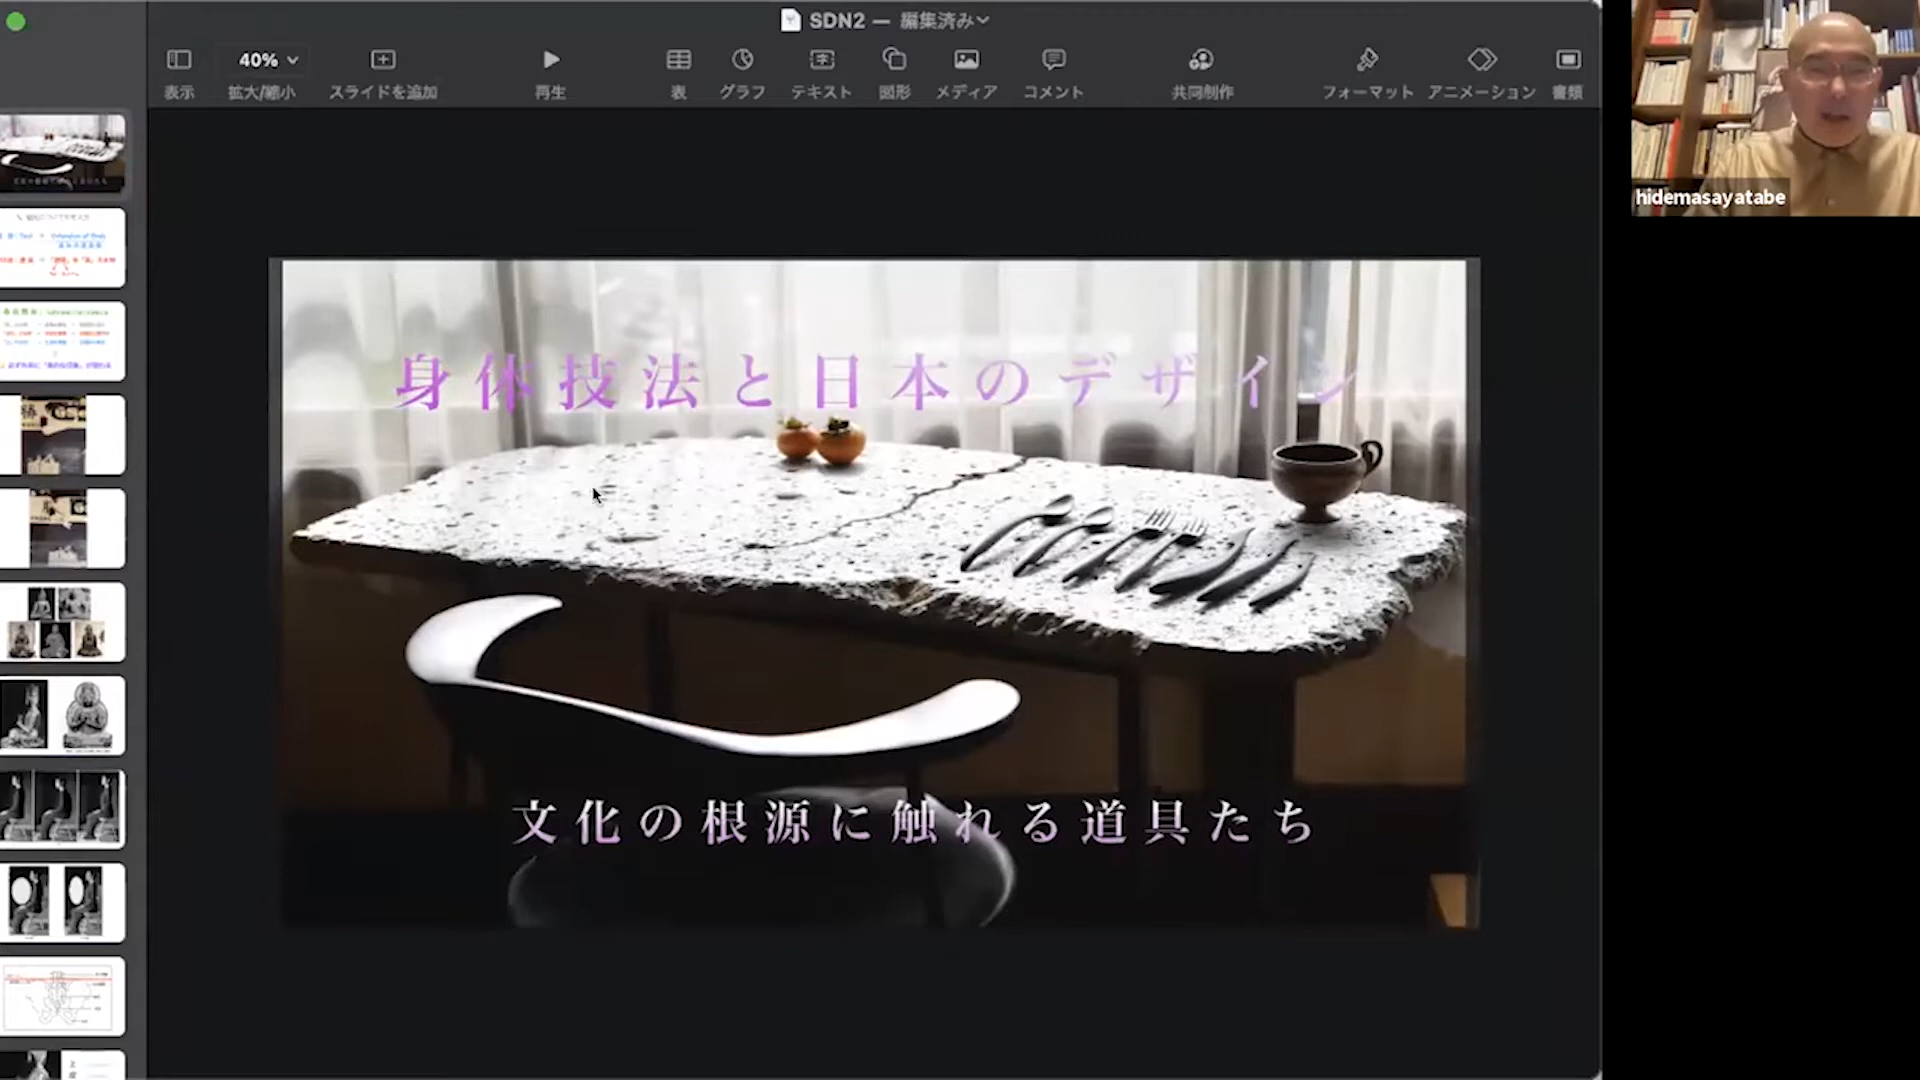 SDN2 — 編集済み
40%
表示
拡大/縮小
スライドを追加
再生
表
グラフ
テキスト
図形
メディア
コメント
共同制作
フォーマット
アニメーション
書類
hidemasayatabe
身体技法と日本のデザイン
文化の根源に触れる道具たち